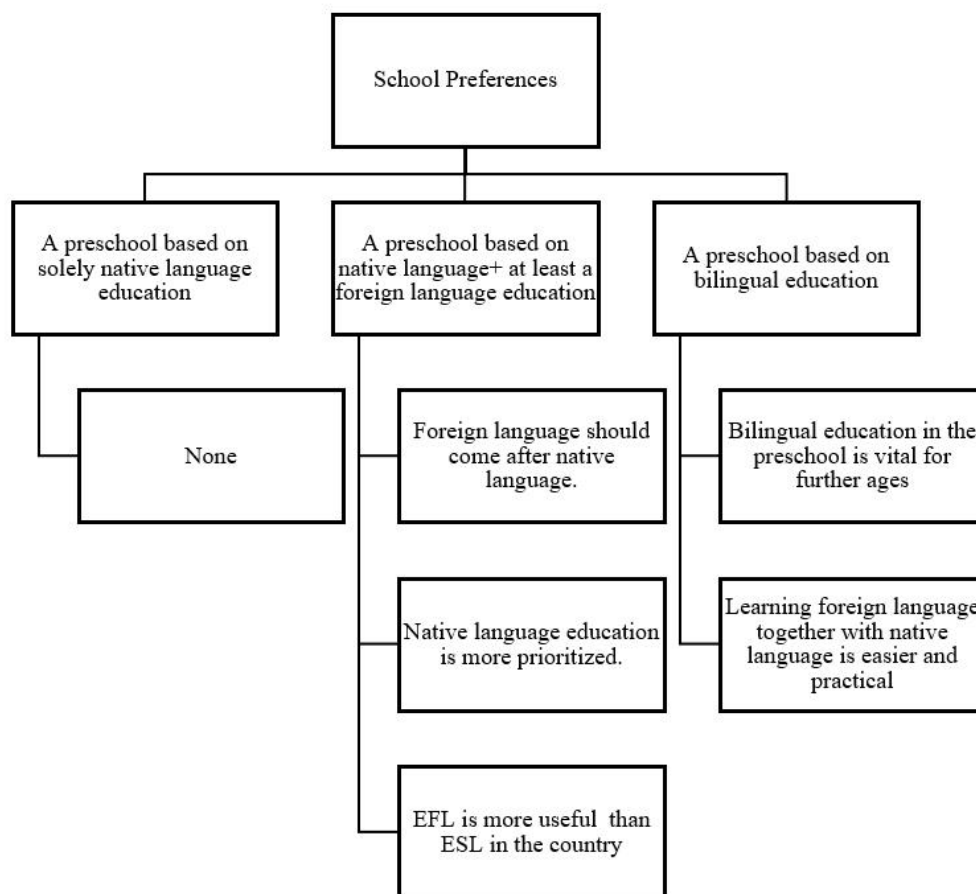 School Preferences
A preschool based on
solely native language
education
A preschool based on
native language+ at least a
foreign language education
A preschool based on
bilingual education
None
Foreign language should
come after native
language.
Native language education
is more prioritized.
EFL is more useful  than
ESL in the country
Bilingual education in the
preschool is vital for
further ages
Learning foreign language
together with native
language is easier and
practical